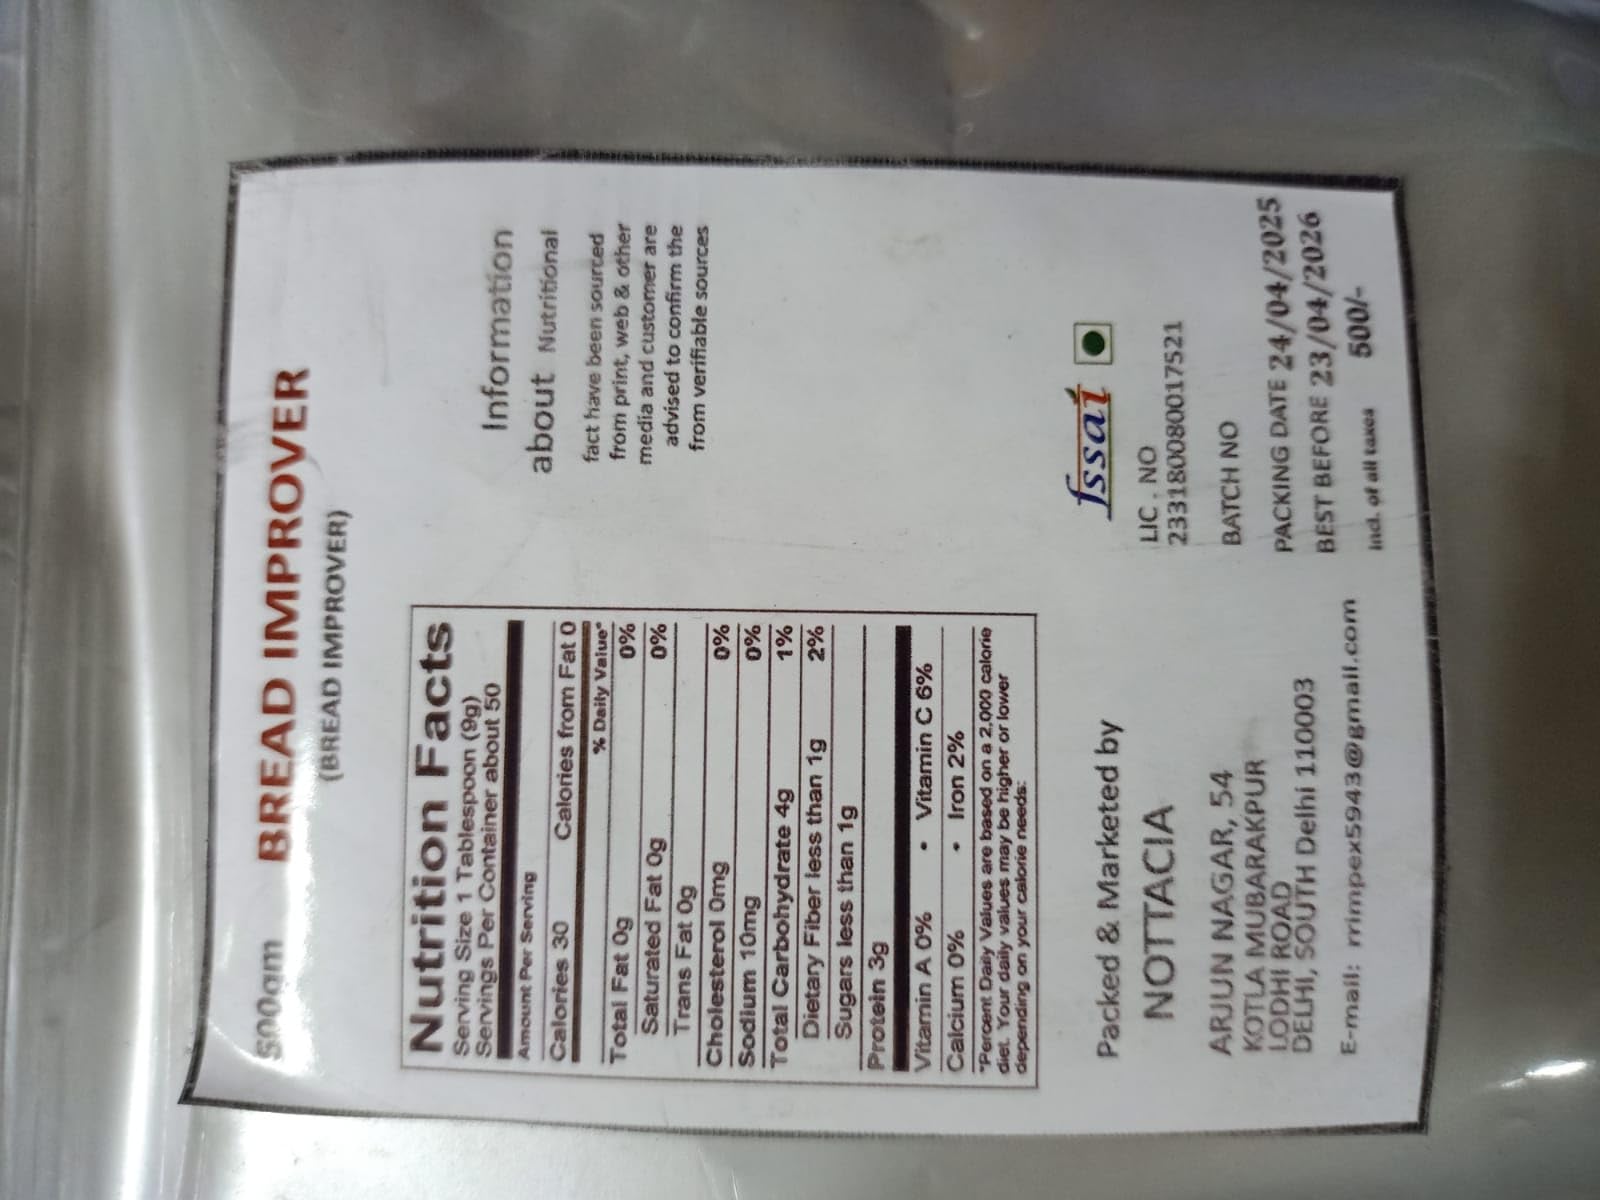 500gm BREAD IMPROVER
(BREAD IMPROVER)
Nutrition Facts
Serving Size 1 Tablespoon (9g)
Servings Per Container about 50
Amount Per Serving
Calories 30 Calories from Fat 0
% Daily Value*
Total Fat 0g 0%
Saturated Fat 0g 0%
Trans Fat 0g
Cholesterol 0mg 0%
Sodium 10mg 0%
Total Carbohydrate 4g 1%
Dietary Fiber less than 1g 2%
Sugars less than 1g
Protein 3g
Vitamin A 0% • Vitamin C 6%
Calcium 0% • Iron 2%
*Percent Daily Values are based on a 2,000 calorie
diet. Your daily values may be higher or lower
depending on your calorie needs:
Information
about Nutritional
fact have been sourced
from print, web & other
media and customer are
advised to confirm the
from verifiable sources
Packed & Marketed by
NOTTACIA
ARJUN NAGAR, 54
KOTLA MUBARAKPUR
LODHI ROAD
DELHI, SOUTH Delhi 110003
E-mail: rrimpex5943@gmail.com
fssai
LIC . NO
23318008001​7521
BATCH NO
PACKING DATE 24/04/2025
BEST BEFORE 23/04/2026
incl. of all taxes 500/-